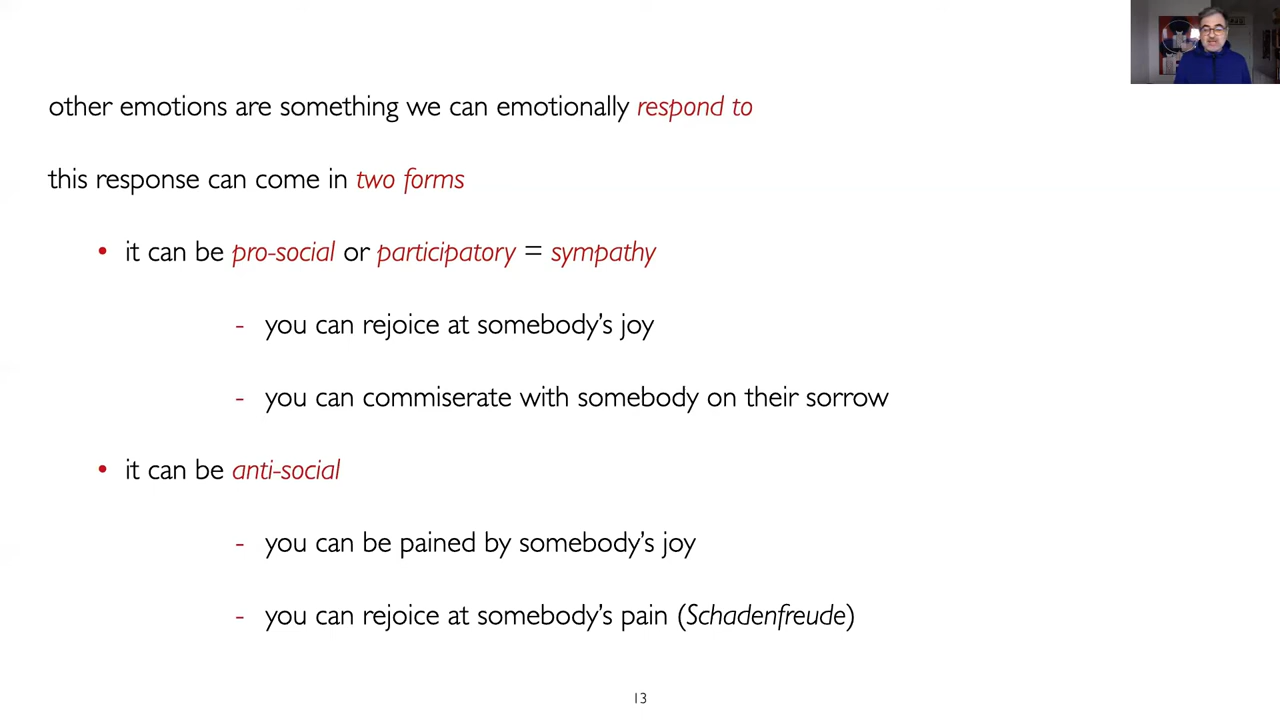 other emotions are something we can emotionally respond to
this response can come in two forms
• it can be pro-social or participatory = sympathy
- you can rejoice at somebody’s joy
- you can commiserate with somebody on their sorrow
• it can be anti-social
- you can be pained by somebody’s joy
- you can rejoice at somebody’s pain (Schadenfreude)
13